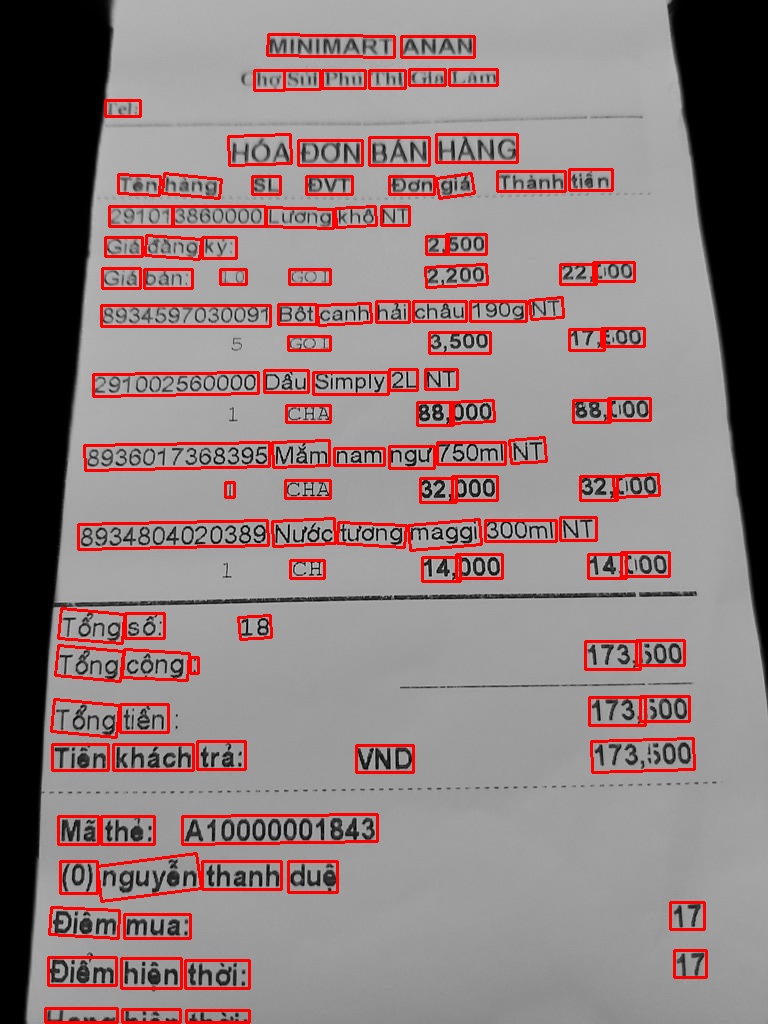 MINIMART ANAN
Chợ Sủi Phú Thị Gia Lâm
Tel:
HÓA ĐƠN BÁN HÀNG
Tên hàng SL ĐVT Đơn giá Thành tiền
291013860000 Lương khô NT
Giá đăng ký: 2,500
Giá bán: 10 GOI 2,200 22,000
8934597030091 Bột canh hải châu 190g NT
5 GOI 3,500 17,500
291002560000 Dầu Simply 2L NT
1 CHA 88,000 88,000
8936017368395 Mắm nam ngư 750ml NT
1 CHA 32,000 32,000
8934804020389 Nước tương maggi 300ml NT
1 CH 14,000 14,000
Tổng số: 18
Tổng cộng : 173,500
Tổng tiền : 173,500
Tiền khách trả: VND 173,500
Mã thẻ: A10000001843
(0) nguyễn thanh duệ
Điểm mua: 17
Điểm hiện thời: 17
Hạng hiện thời: